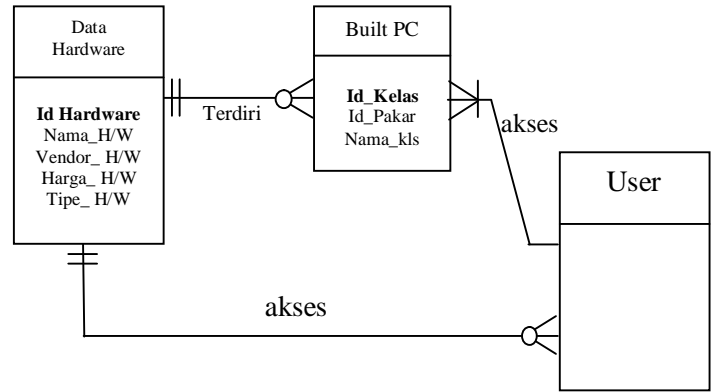 Data
Hardware
Id Hardware
Nama_H/W
Vendor_ H/W
Harga_ H/W
Tipe_ H/W
Terdiri
Built PC
Id_Kelas
Id_Pakar
Nama_kls
akses
User
akses